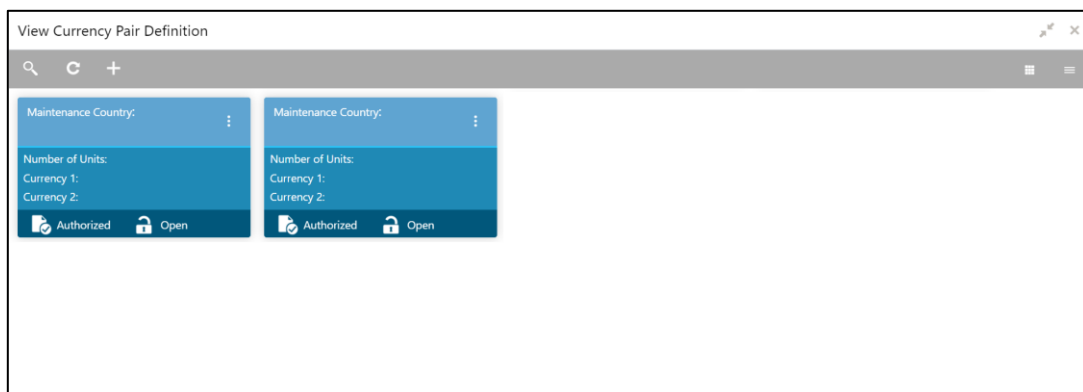 View Currency Pair Definition
Maintenance Country:
Number of Units:
Currency 1:
Currency 2:
Authorized Open
Maintenance Country:
Number of Units:
Currency 1:
Currency 2:
Authorized Open